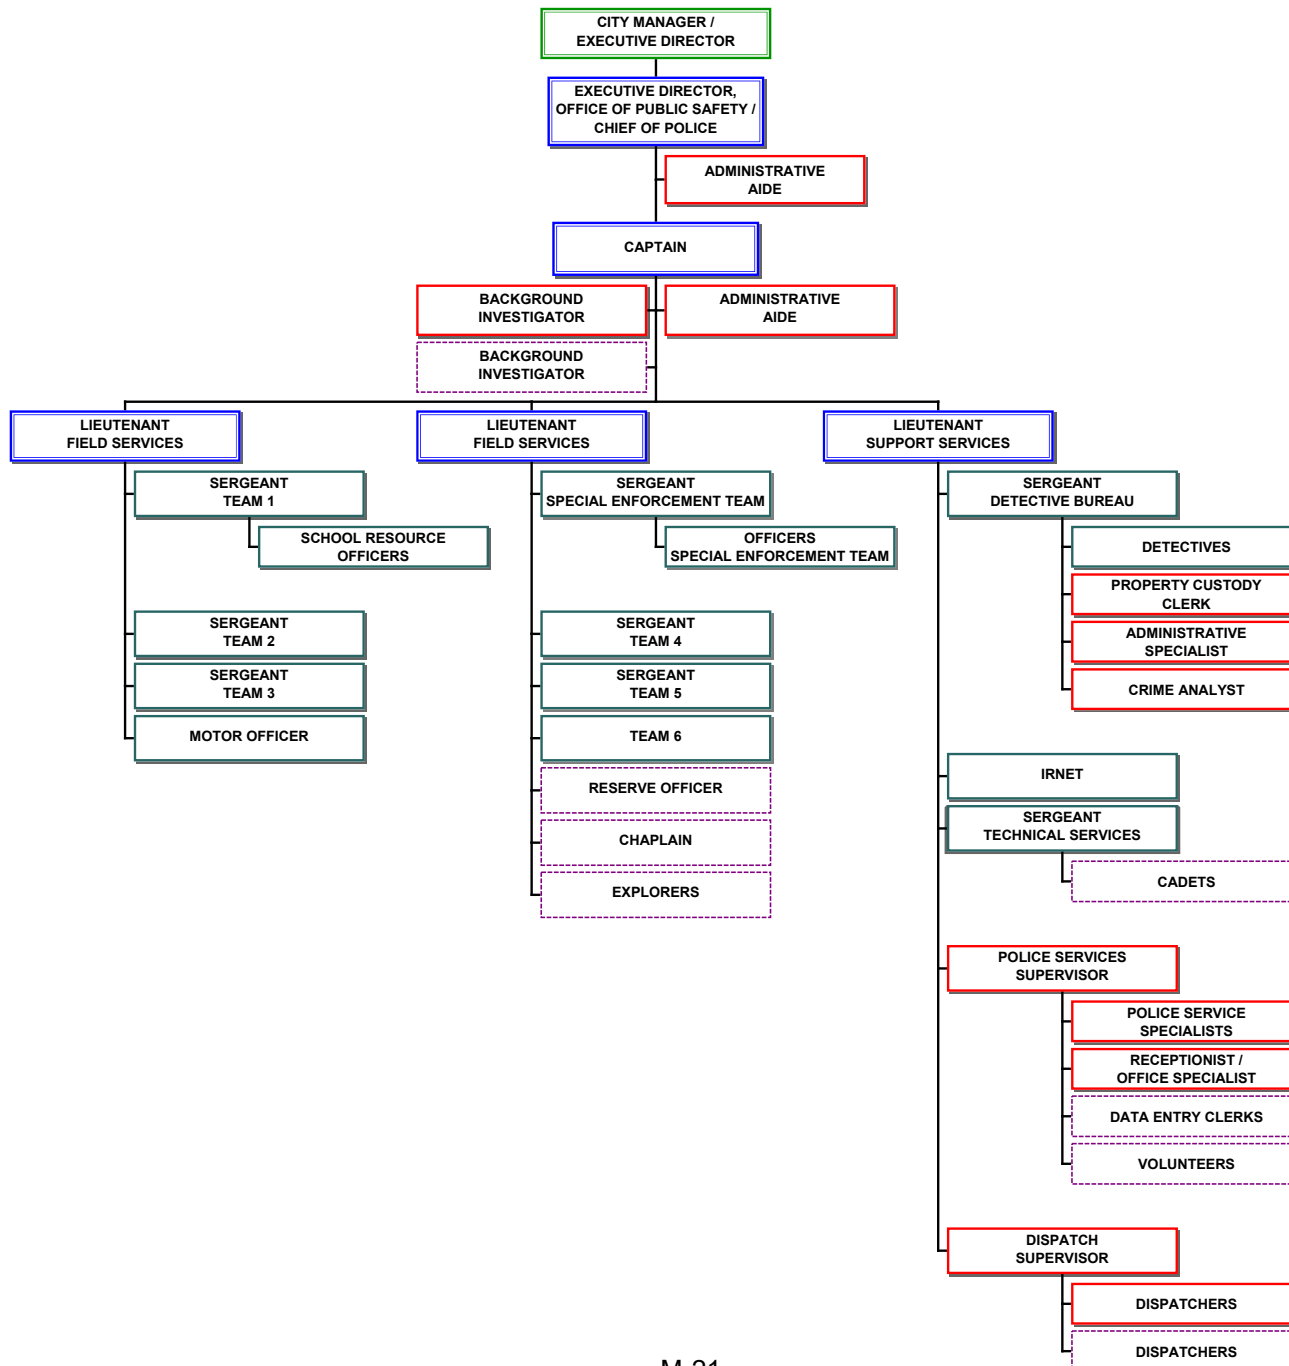 CITY MANAGER /
EXECUTIVE DIRECTOR
EXECUTIVE DIRECTOR,
OFFICE OF PUBLIC SAFETY /
CHIEF OF POLICE
ADMINISTRATIVE
AIDE
CAPTAIN
BACKGROUND
INVESTIGATOR
ADMINISTRATIVE
AIDE
BACKGROUND
INVESTIGATOR
LIEUTENANT
FIELD SERVICES
SERGEANT
TEAM 1
SCHOOL RESOURCE
OFFICERS
SERGEANT
TEAM 2
SERGEANT
TEAM 3
MOTOR OFFICER
LIEUTENANT
FIELD SERVICES
SERGEANT
SPECIAL ENFORCEMENT TEAM
OFFICERS
SPECIAL ENFORCEMENT TEAM
SERGEANT
TEAM 4
SERGEANT
TEAM 5
TEAM 6
RESERVE OFFICER
CHAPLAIN
EXPLORERS
LIEUTENANT
SUPPORT SERVICES
SERGEANT
DETECTIVE BUREAU
DETECTIVES
PROPERTY CUSTODY
CLERK
ADMINISTRATIVE
SPECIALIST
CRIME ANALYST
IRNET
SERGEANT
TECHNICAL SERVICES
CADETS
POLICE SERVICES
SUPERVISOR
POLICE SERVICE
SPECIALISTS
RECEPTIONIST /
OFFICE SPECIALIST
DATA ENTRY CLERKS
VOLUNTEERS
DISPATCH
SUPERVISOR
DISPATCHERS
DISPATCHERS